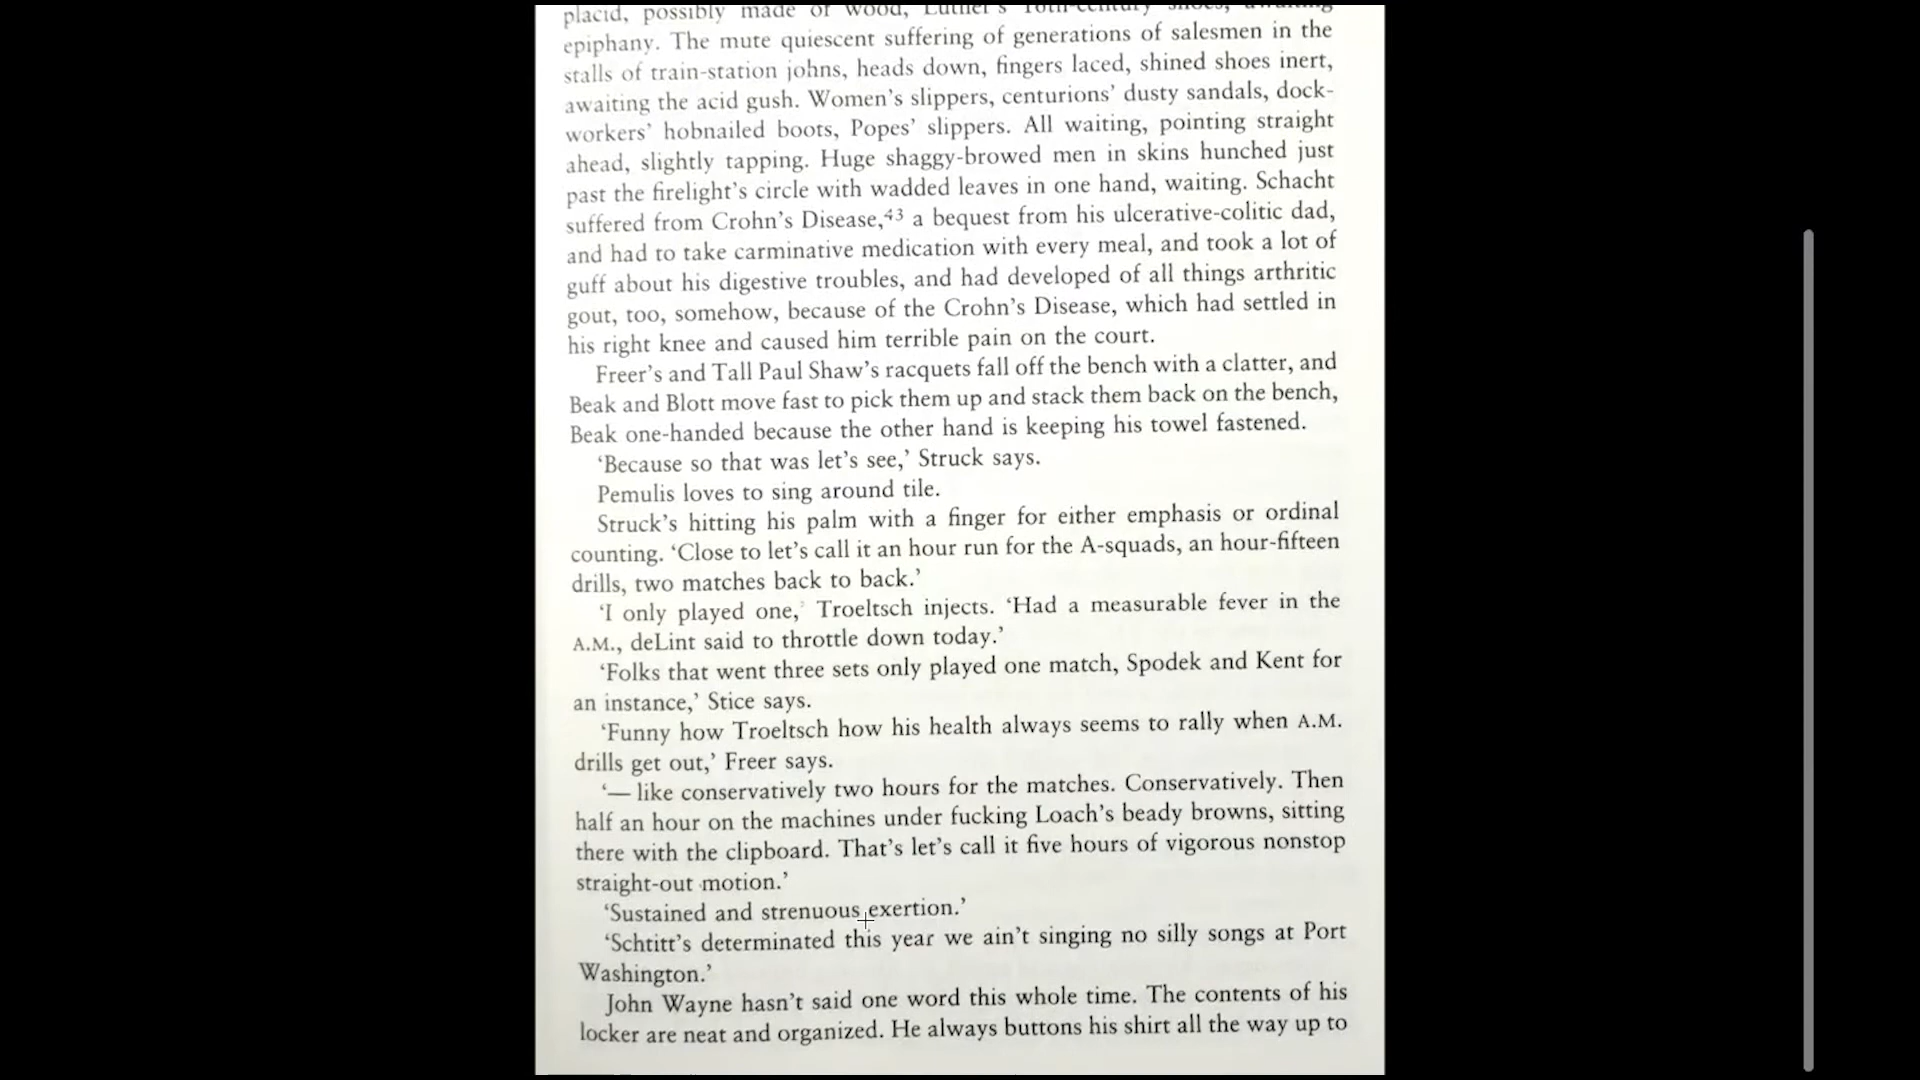 placid, possibly made of wood, Luther's 16th-century shoes, awaiting
epiphany. The mute quiescent suffering of generations of salesmen in the
stalls of train-station johns, heads down, fingers laced, shined shoes inert,
awaiting the acid gush. Women's slippers, centurions' dusty sandals, dock-
workers' hobnailed boots, Popes' slippers. All waiting, pointing straight
ahead, slightly tapping. Huge shaggy-browed men in skins hunched just
past the firelight's circle with wadded leaves in one hand, waiting. Schacht
suffered from Crohn's Disease,⁴³ a bequest from his ulcerative-colitic dad,
and had to take carminative medication with every meal, and took a lot of
guff about his digestive troubles, and had developed of all things arthritic
gout, too, somehow, because of the Crohn's Disease, which had settled in
his right knee and caused him terrible pain on the court.
Freer's and Tall Paul Shaw's racquets fall off the bench with a clatter, and
Beak and Blott move fast to pick them up and stack them back on the bench,
Beak one-handed because the other hand is keeping his towel fastened.
‘Because so that was let's see,’ Struck says.
Pemulis loves to sing around tile.
Struck's hitting his palm with a finger for either emphasis or ordinal
counting. ‘Close to let's call it an hour run for the A-squads, an hour-fifteen
drills, two matches back to back.’
‘I only played one,’ Troeltsch injects. ‘Had a measurable fever in the
A.M., deLint said to throttle down today.’
‘Folks that went three sets only played one match, Spodek and Kent for
an instance,’ Stice says.
‘Funny how Troeltsch how his health always seems to rally when A.M.
drills get out,’ Freer says.
‘— like conservatively two hours for the matches. Conservatively. Then
half an hour on the machines under fucking Loach's beady browns, sitting
there with the clipboard. That's let's call it five hours of vigorous nonstop
straight-out motion.’
‘Sustained and strenuous exertion.’
‘Schtitt's determinated this year we ain't singing no silly songs at Port
Washington.’
John Wayne hasn't said one word this whole time. The contents of his
locker are neat and organized. He always buttons his shirt all the way up to